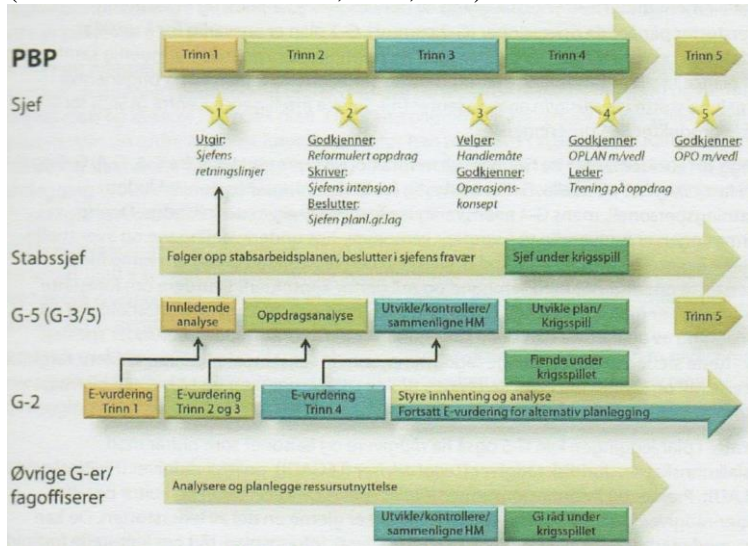 PBP
Trinn 1
Trinn 2
Trinn 3
Trinn 4
Trinn 5
Sjef
1
2
3
4
5
Utgir:
Sjefens
retningslinjer
Godkjenner:
Reformulert oppdrag
Skriver:
Sjefens intensjon
Beslutter:
Sjefen planl.gr.lag
Velger:
Handlemåte
Godkjenner:
Operasjons-
konsept
Godkjenner:
OPLAN m/vedl
Leder:
Trening på oppdrag
Godkjenner:
OPO m/vedl
Stabssjef
Følger opp stabsarbeidsplanen, beslutter i sjefens fravær
Sjef under krigsspill
G-5 (G-3/5)
Innledende
analyse
Oppdragsanalyse
Utvikle/kontrollere/
sammenligne HM
Utvikle plan/
Krigsspill
Trinn 5
Fiende under
krigsspillet
G-2
E-vurdering
Trinn 1
E-vurdering
Trinn 2 og 3
E-vurdering
Trinn 4
Styre innhenting og analyse
Fortsatt E-vurdering for alternativ planlegging
Øvrige G-er/
fagoffiserer
Analysere og planlegge ressursutnyttelse
Utvikle/kontrollere/
sammenligne HM
Gi råd under
krigsspillet